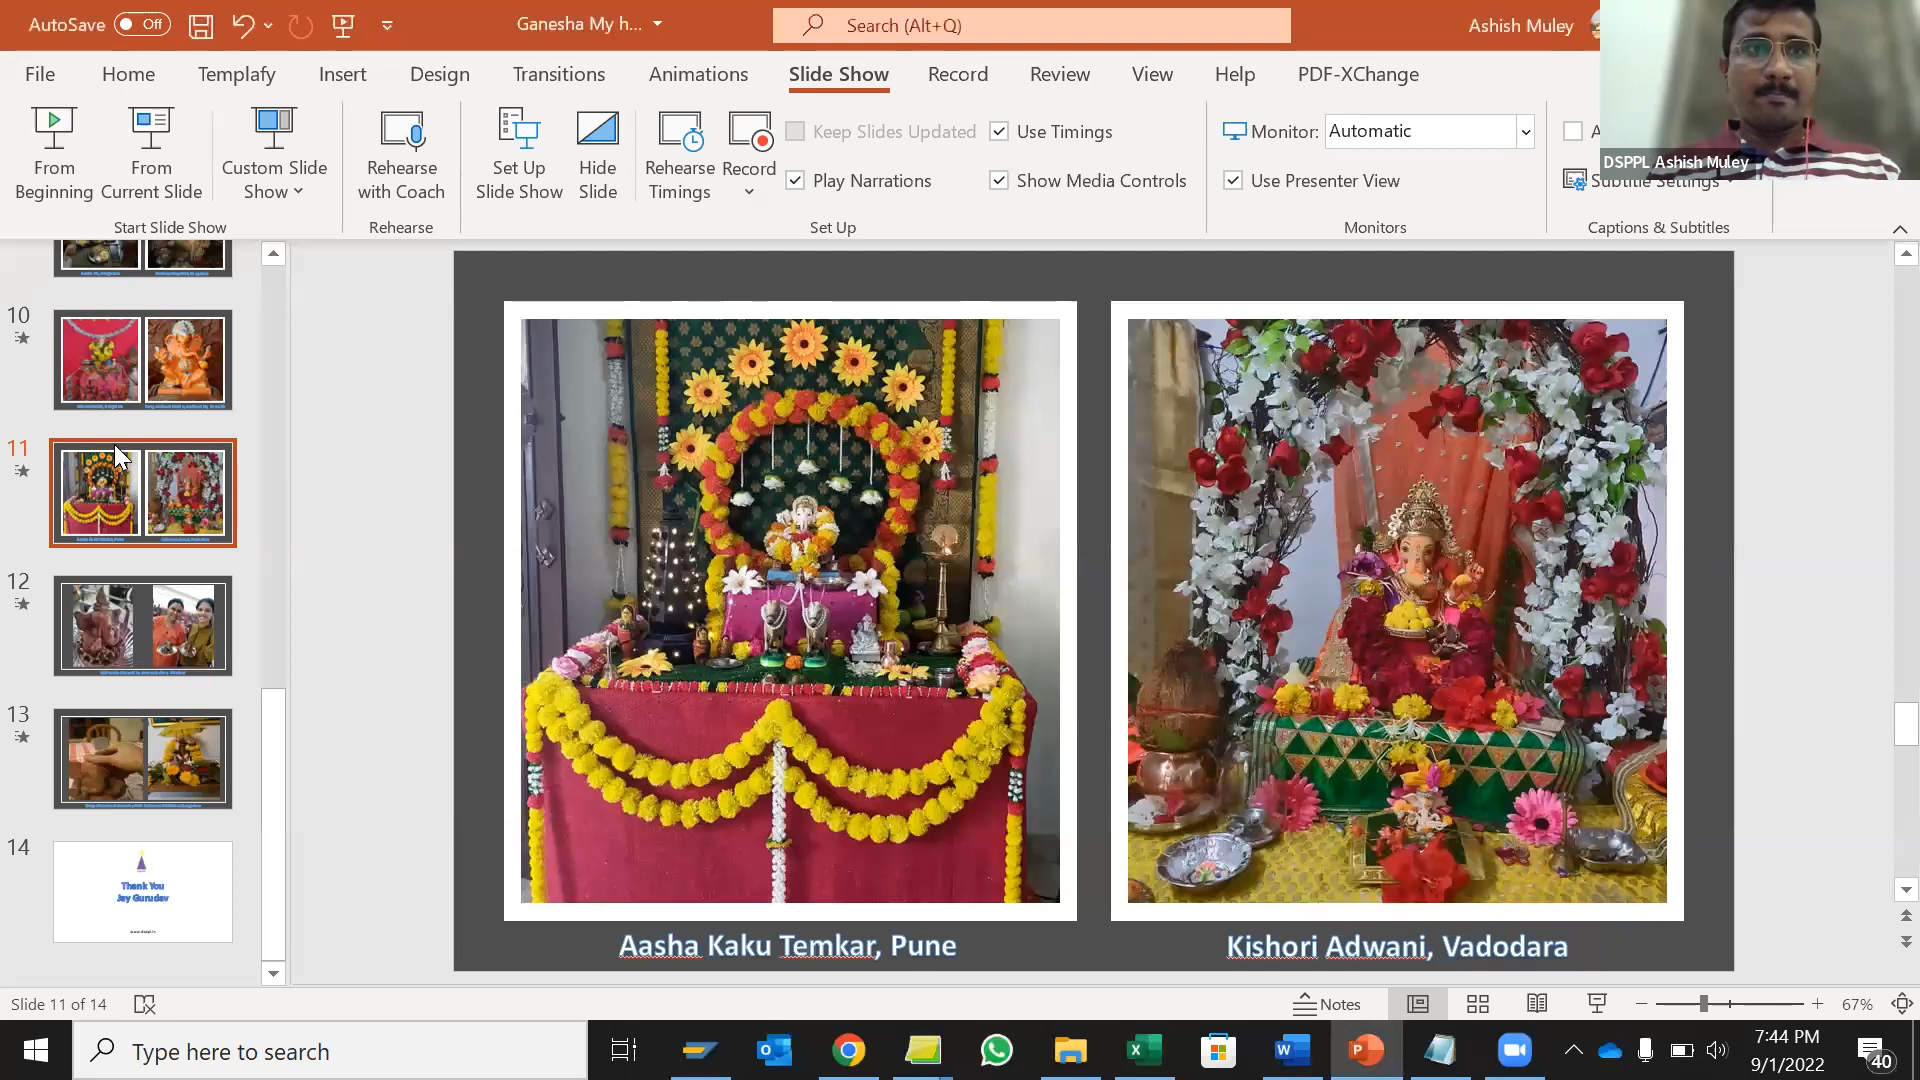 AutoSave Off
Ganesha My h...
Search (Alt+Q)
Ashish Muley
File Home Templafy Insert Design Transitions Animations Slide Show Record Review View Help PDF-XChange
From Beginning
From Current Slide
Custom Slide Show
Start Slide Show
Rehearse with Coach
Rehearse
Set Up Slide Show
Hide Slide
Rehearse Timings
Record
Keep Slides Updated
Use Timings
Play Narrations
Show Media Controls
Set Up
Monitor: Automatic
Use Presenter View
Monitors
A
Subtitle Settings
Captions & Subtitles
DSPPL Ashish Muley
10
11
12
13
14
Thank You
Jay Gurudev
Aasha Kaku Temkar, Pune
Kishori Adwani, Vadodara
Slide 11 of 14
Notes
67%
Type here to search
7:44 PM
9/1/2022
40